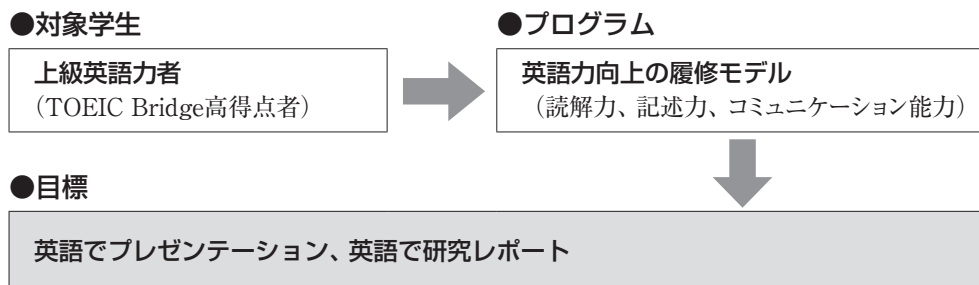 ●対象学生
上級英語力者
（TOEIC Bridge高得点者）
●プログラム
英語力向上の履修モデル
（読解力、記述力、コミュニケーション能力）
●目標
英語でプレゼンテーション、英語で研究レポート